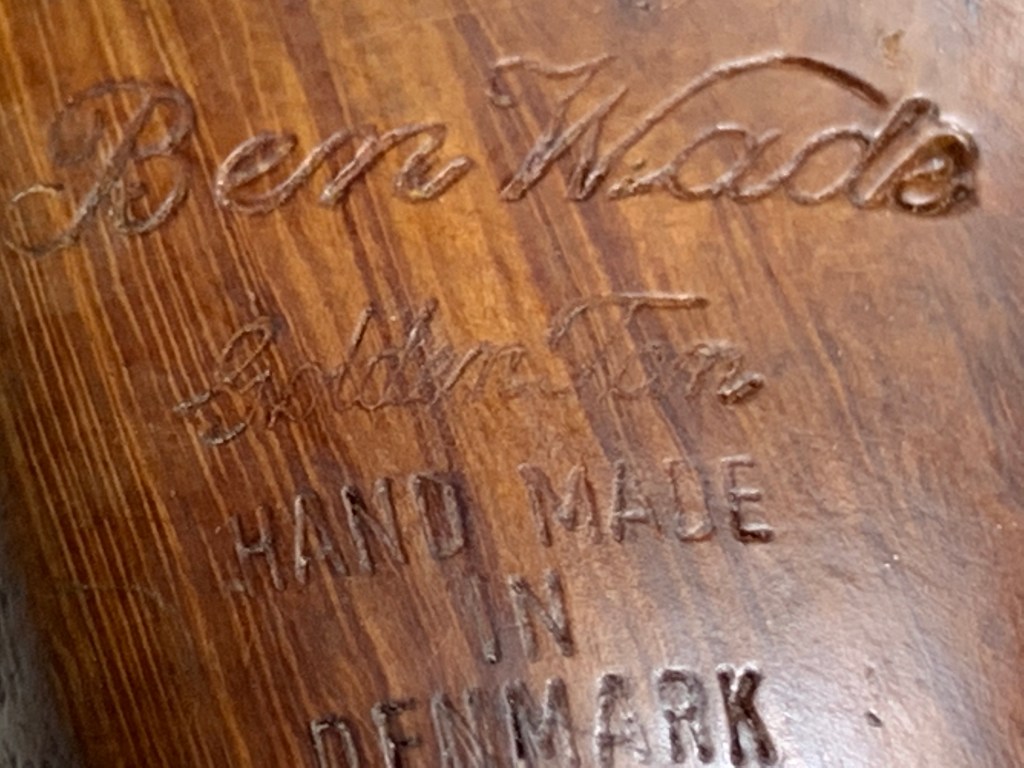 Ben Wade
Golden Tan
HAND MADE
IN
DENMARK